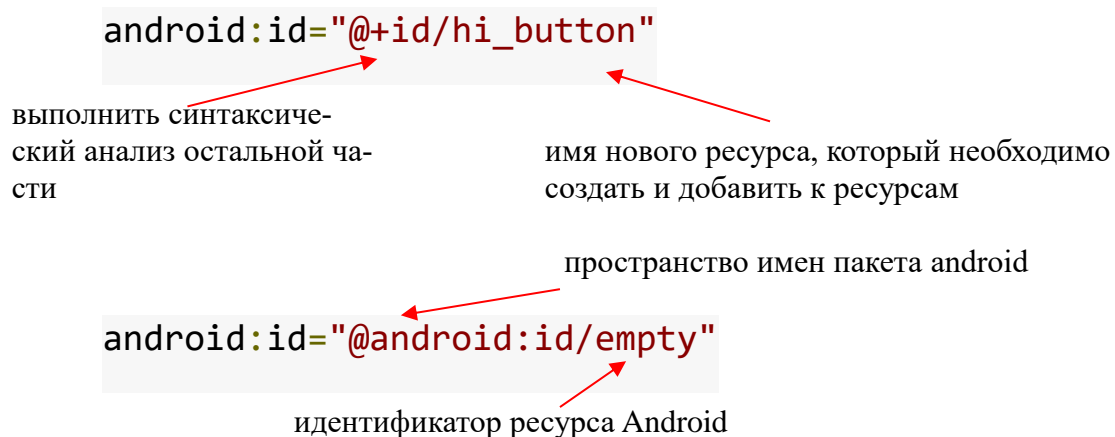 android:id="@+id/hi_button"
выполнить синтаксиче-
ский анализ остальной ча-
сти
имя нового ресурса, который необходимо
создать и добавить к ресурсам
пространство имен пакета android
android:id="@android:id/empty"
идентификатор ресурса Android